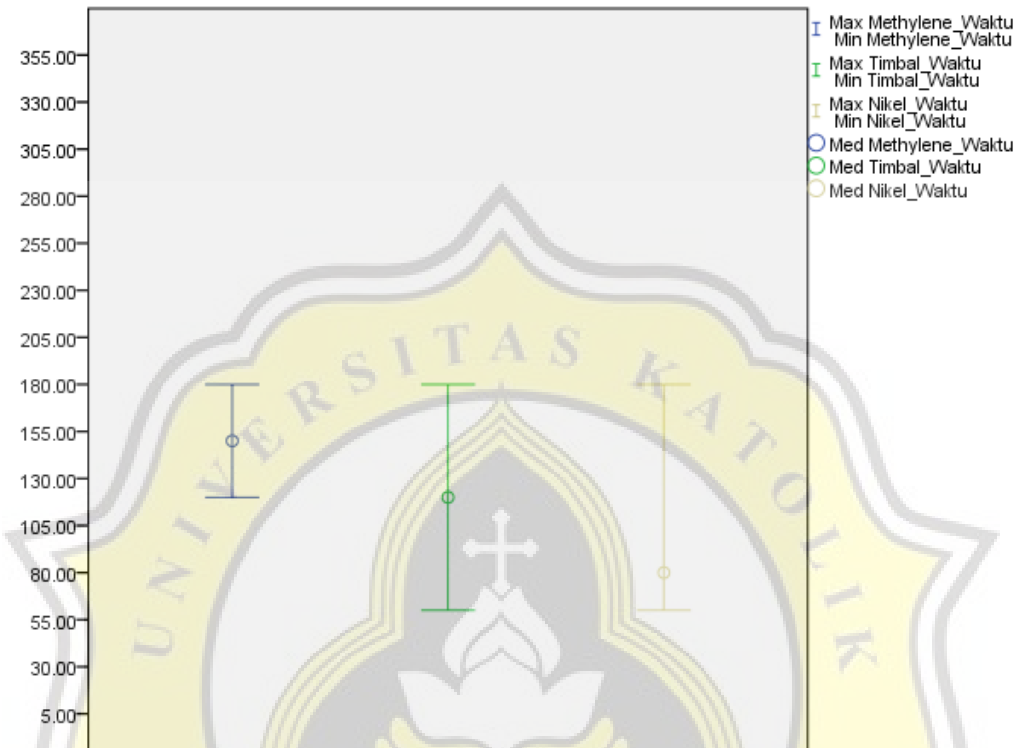 355.00
330.00
305.00
280.00
255.00
230.00
205.00
180.00
155.00
130.00
105.00
80.00
55.00
30.00
5.00
Max Methylene_Waktu
Min Methylene_Waktu
Max Timbal_Waktu
Min Timbal_Waktu
Max Nikel_Waktu
Min Nikel_Waktu
Med Methylene_Waktu
Med Timbal_Waktu
Med Nikel_Waktu
UNIVERSITAS KATOLIK